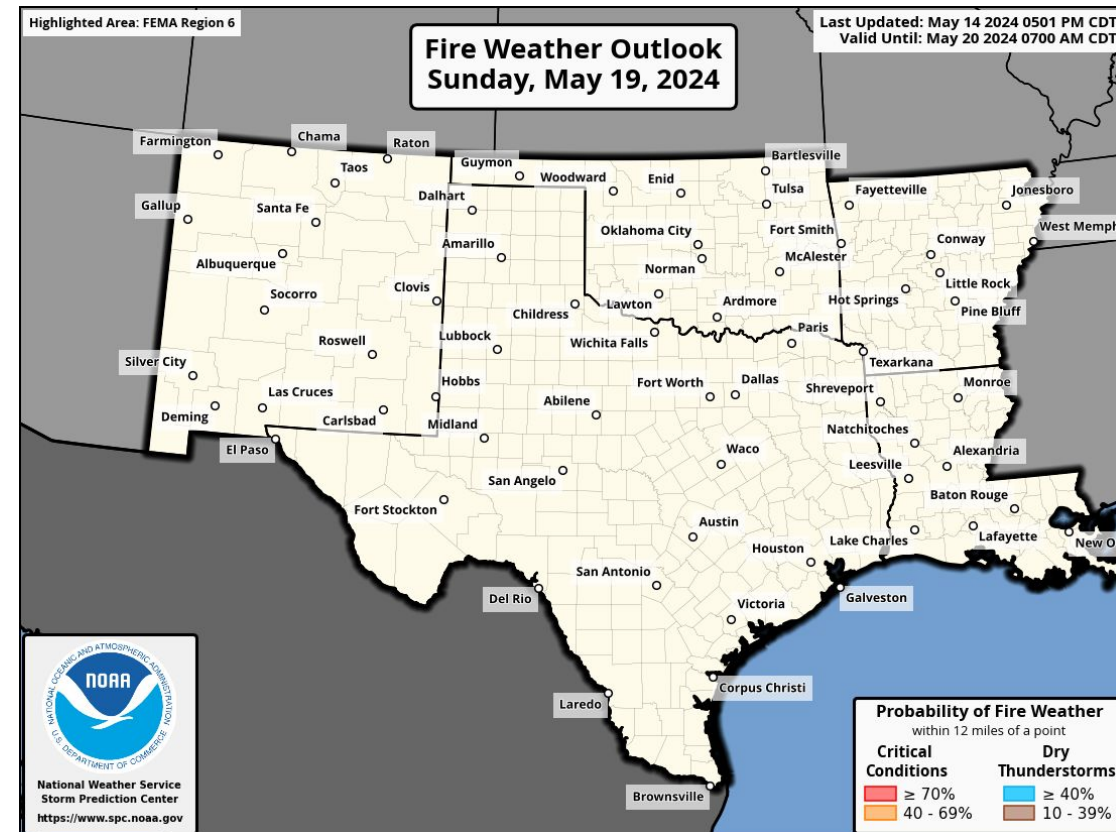 Highlighted Area: FEMA Region 6
Last Updated: May 14 2024 0501 PM CDT
Valid Until: May 20 2024 0700 AM CDT
Fire Weather Outlook
Sunday, May 19, 2024
Farmington
Chama
Raton
Taos
Guymon
Woodward
Enid
Bartlesville
Dalhart
Tulsa
Fayetteville
Jonesboro
Gallup
Santa Fe
Oklahoma City
Fort Smith
West Memph
Amarillo
Conway
Albuquerque
Norman
McAlester
Little Rock
Socorro
Clovis
Childress
Lawton
Ardmore
Hot Springs
Pine Bluff
Roswell
Lubbock
Wichita Falls
Paris
Texarkana
Silver City
Las Cruces
Hobbs
Fort Worth
Dallas
Shreveport
Monroe
Deming
Carlsbad
Midland
Abilene
Natchitoches
El Paso
San Angelo
Waco
Leesville
Alexandria
Fort Stockton
Baton Rouge
Austin
Houston
Lake Charles
Lafayette
New O
San Antonio
Del Rio
Victoria
Galveston
Laredo
Corpus Christi
Brownsville
NATIONAL OCEANIC AND ATMOSPHERIC ADMINISTRATION
NOAA
U.S. DEPARTMENT OF COMMERCE
National Weather Service
Storm Prediction Center
https://www.spc.noaa.gov
Probability of Fire Weather
within 12 miles of a point
Critical Conditions
Dry Thunderstorms
≥ 70%
≥ 40%
40 - 69%
10 - 39%